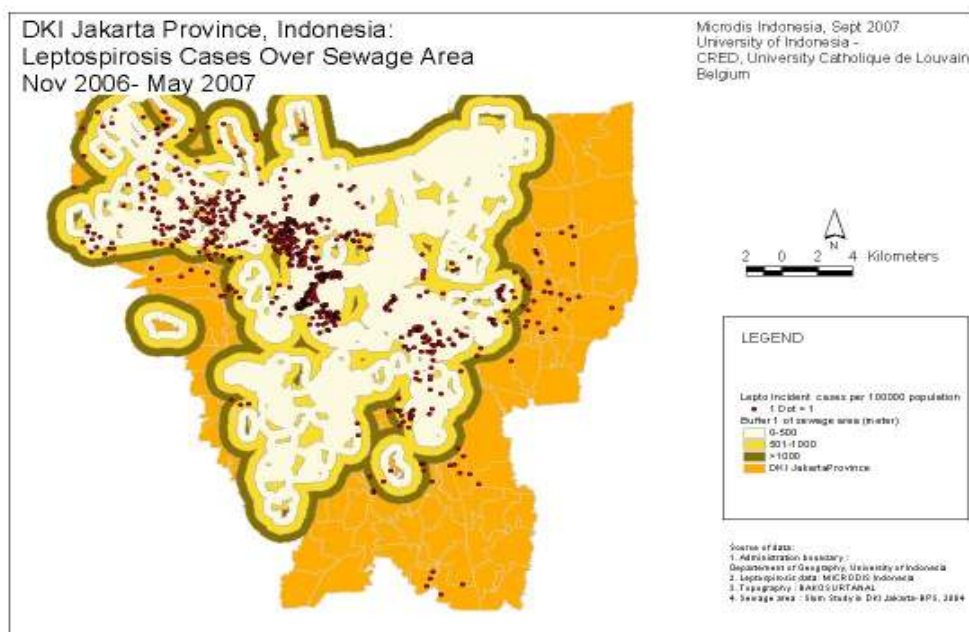 DKI Jakarta Province, Indonesia:
Leptospirosis Cases Over Sewage Area
Nov 2006- May 2007
Microdis Indonesia, Sept 2007
University of Indonesia -
CRED, University Catholique de Louvain
Belgium
N
2 0 2 4 Kilometers
LEGEND
Lepto Incident cases per 100000 population
1 Dot = 1
Buffer 1 of sewage area (meter)
0-500
501-1000
>1000
DKI JakartaProvince
Source of data:
1. Administration boundary :
Departement of Geography, University of Indonesia
2. Leptospirosis data: MICRODIS Indonesia
3. Topography : BAKOSURTANAL
4. Sewage area : Slum Study in DKI Jakarta-BPS, 2004